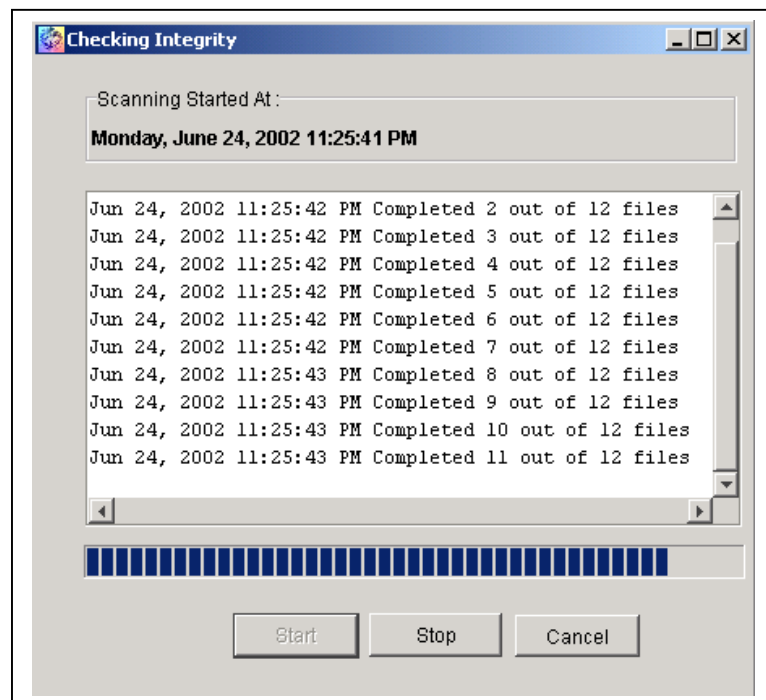 Checking Integrity
Scanning Started At :
Monday, June 24, 2002 11:25:41 PM
Jun 24, 2002 11:25:42 PM Completed 2 out of 12 files
Jun 24, 2002 11:25:42 PM Completed 3 out of 12 files
Jun 24, 2002 11:25:42 PM Completed 4 out of 12 files
Jun 24, 2002 11:25:42 PM Completed 5 out of 12 files
Jun 24, 2002 11:25:42 PM Completed 6 out of 12 files
Jun 24, 2002 11:25:42 PM Completed 7 out of 12 files
Jun 24, 2002 11:25:43 PM Completed 8 out of 12 files
Jun 24, 2002 11:25:43 PM Completed 9 out of 12 files
Jun 24, 2002 11:25:43 PM Completed 10 out of 12 files
Jun 24, 2002 11:25:43 PM Completed 11 out of 12 files
Start Stop Cancel